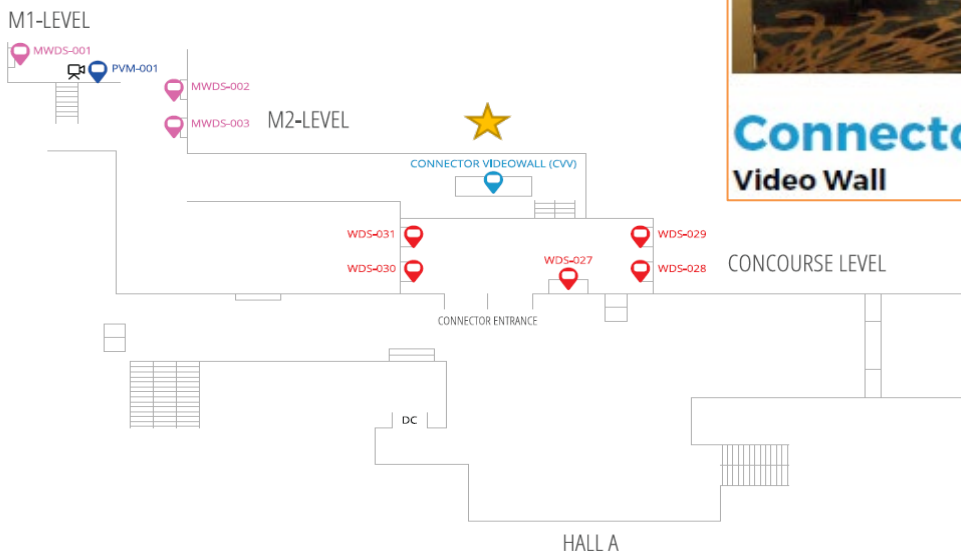 M1-LEVEL
MWDS-001
PVM-001
MWDS-002
MWDS-003
M2-LEVEL
CONNECTOR VIDEOWALL (CVV)
Video Wall
WDS-031
WDS-029
WDS-030
WDS-027
WDS-028
CONCOURSE LEVEL
CONNECTOR ENTRANCE
DC
HALL A